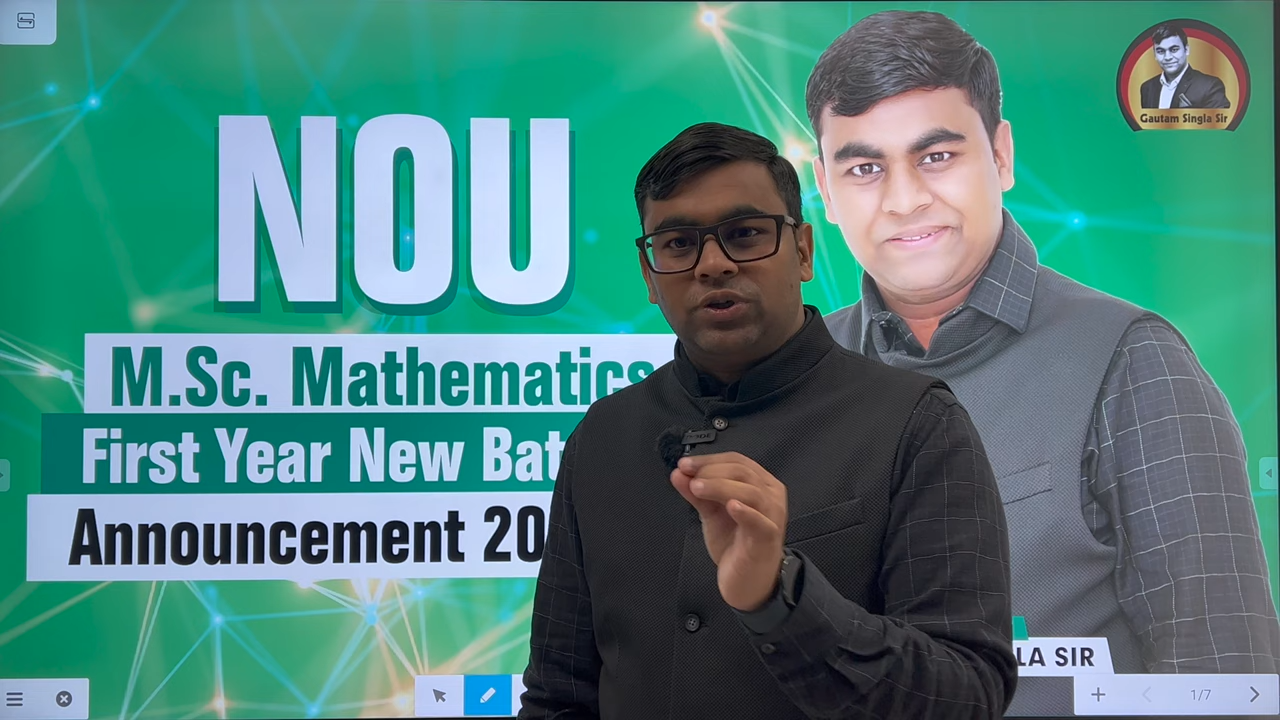 NOU
M.Sc. Mathematics
First Year New Bat
Announcement 20
Gautam Singla Sir
LA SIR
1/7